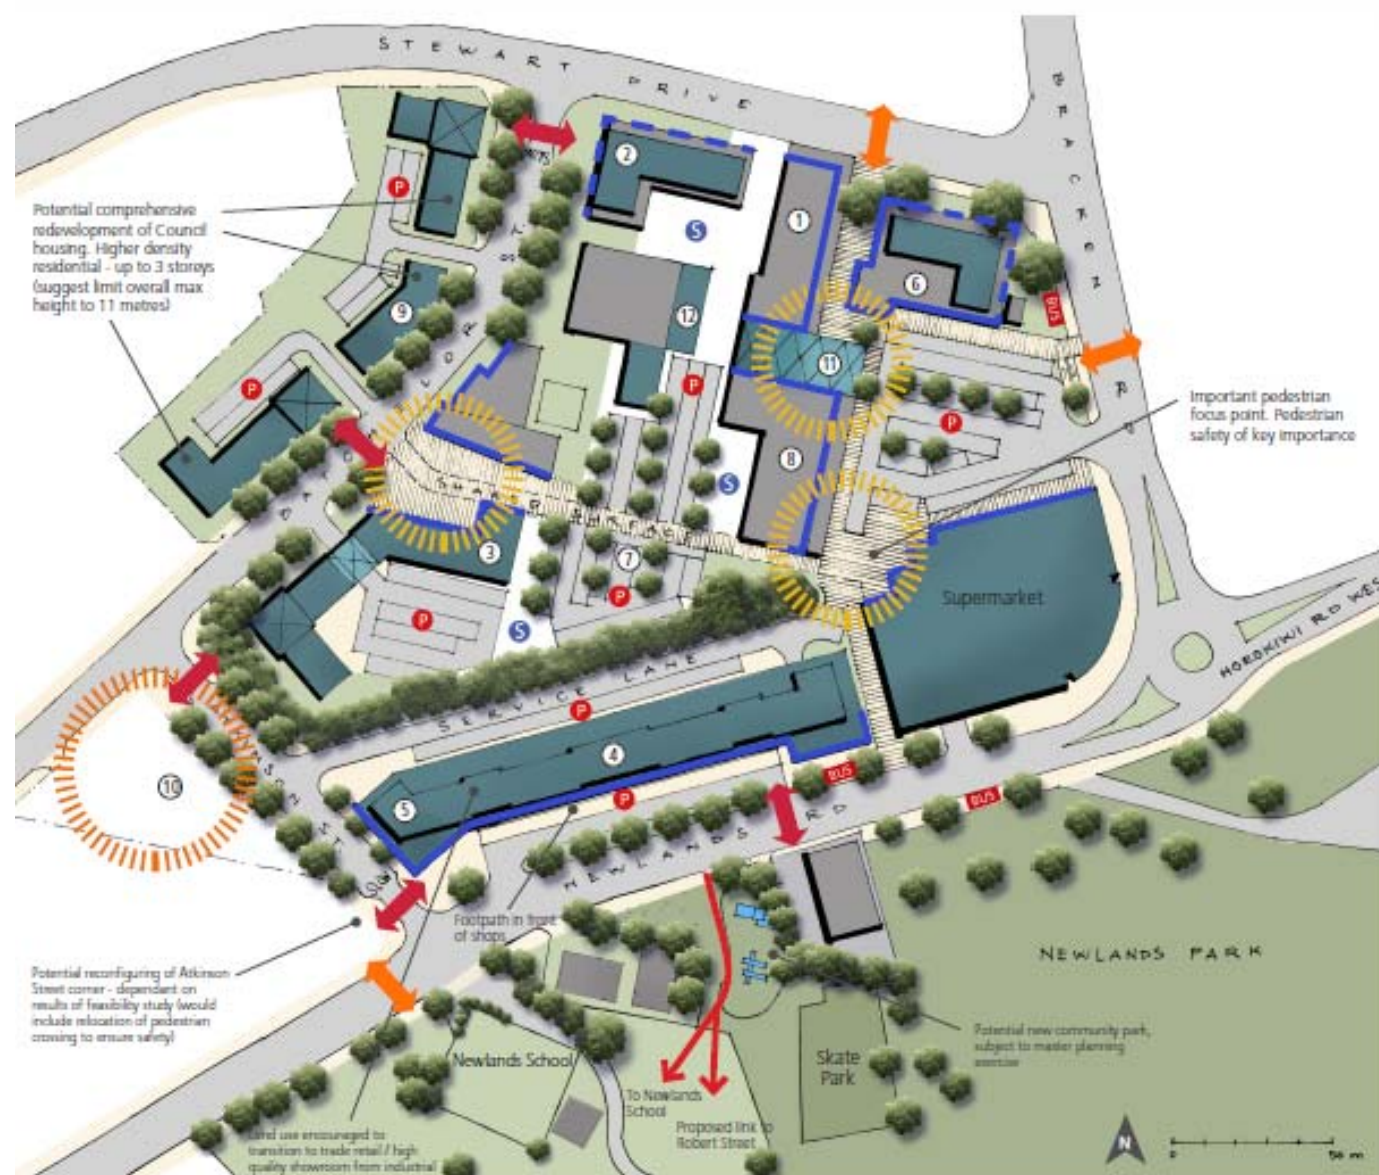 STEWART DRIVE
BRACKEN RD
2
1
P
S
Potential comprehensive
redevelopment of Council
housing. Higher density
residential - up to 3 storeys
(suggest limit overall max
height to 11 metres)
6
BUS
9
12
11
P
P
P
Important pedestrian
focus point. Pedestrian
safety of key importance
8
S
SHARED SURFACE
3
7
P
P
S
Supermarket
HOROKIWI RD WES
SERVICE LANE
P
4
10
5
P
BUS
BUS
NEWLANDS RD
Footpath in front
of shops
NEWLANDS PARK
Potential reconfiguring of Atkinson
Street corner - dependant on
results of feasibility study (would
include relocation of pedestrian
crossing to ensure safety)
Newlands School
Skate
Park
Potential new community park,
subject to master planning
exercise
To Newlands
School
Proposed link to
Robert Street
Land use encouraged to
transition to trade retail / high
quality showroom from industrial
N
0 50 m